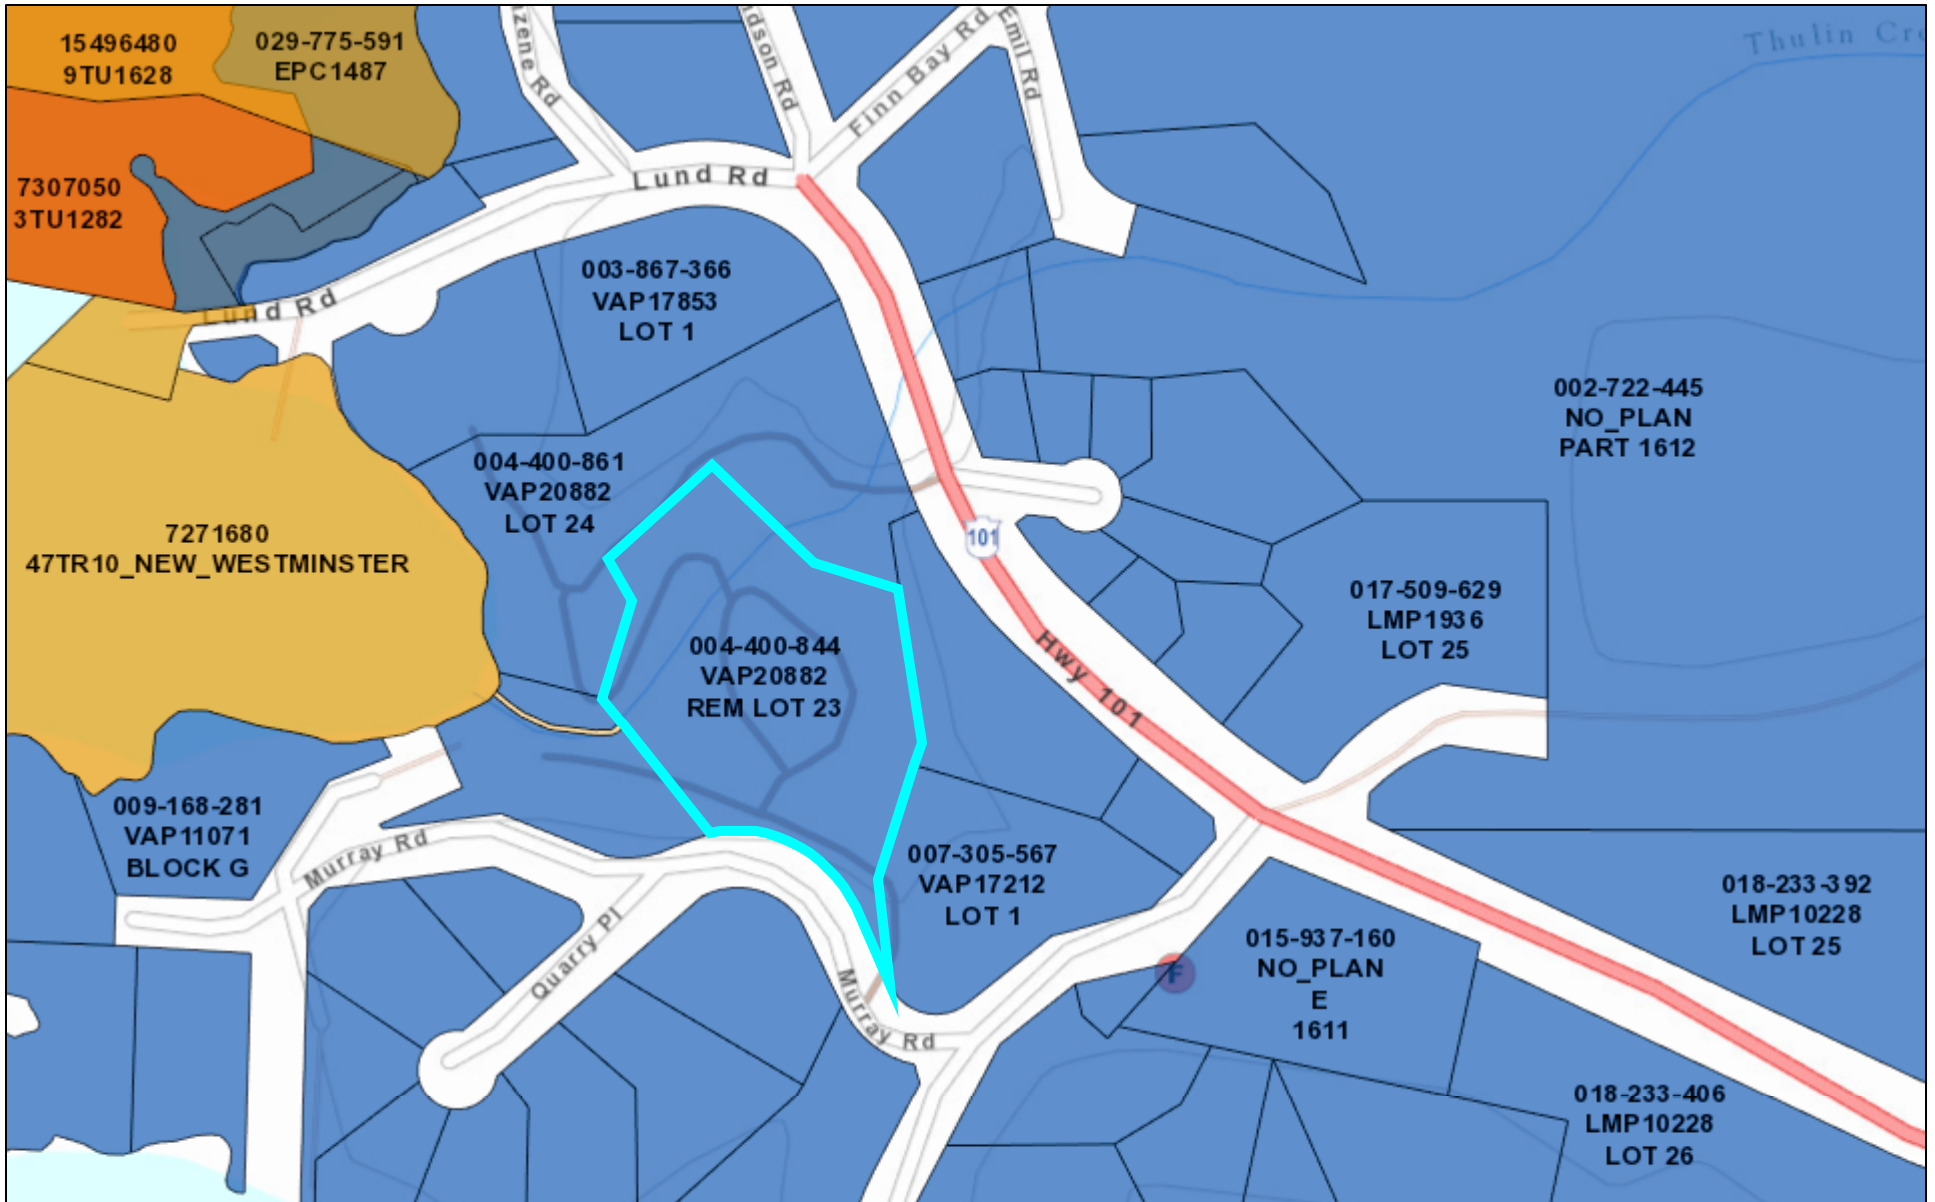 15496480
9TU1628
029-775-591
EPC1487
Rd
Rd
Finn Bay Rd
Emil Rd
Thulin
7307050
3TU1282
Lund Rd
Lund Rd
003-867-366
VAP17853
LOT 1
002-722-445
NO_PLAN
PART 1612
004-400-861
VAP20882
LOT 24
7271680
47TR10_NEW_WESTMINSTER
101
017-509-629
LMP1936
LOT 25
004-400-844
VAP20882
REM LOT 23
Hwy 101
009-168-281
VAP11071
BLOCK G
Murray Rd
007-305-567
VAP17212
LOT 1
018-233-392
LMP10228
LOT 25
Quarry Pl
Murray Rd
F
015-937-160
NO_PLAN
E
1611
018-233-406
LMP10228
LOT 26